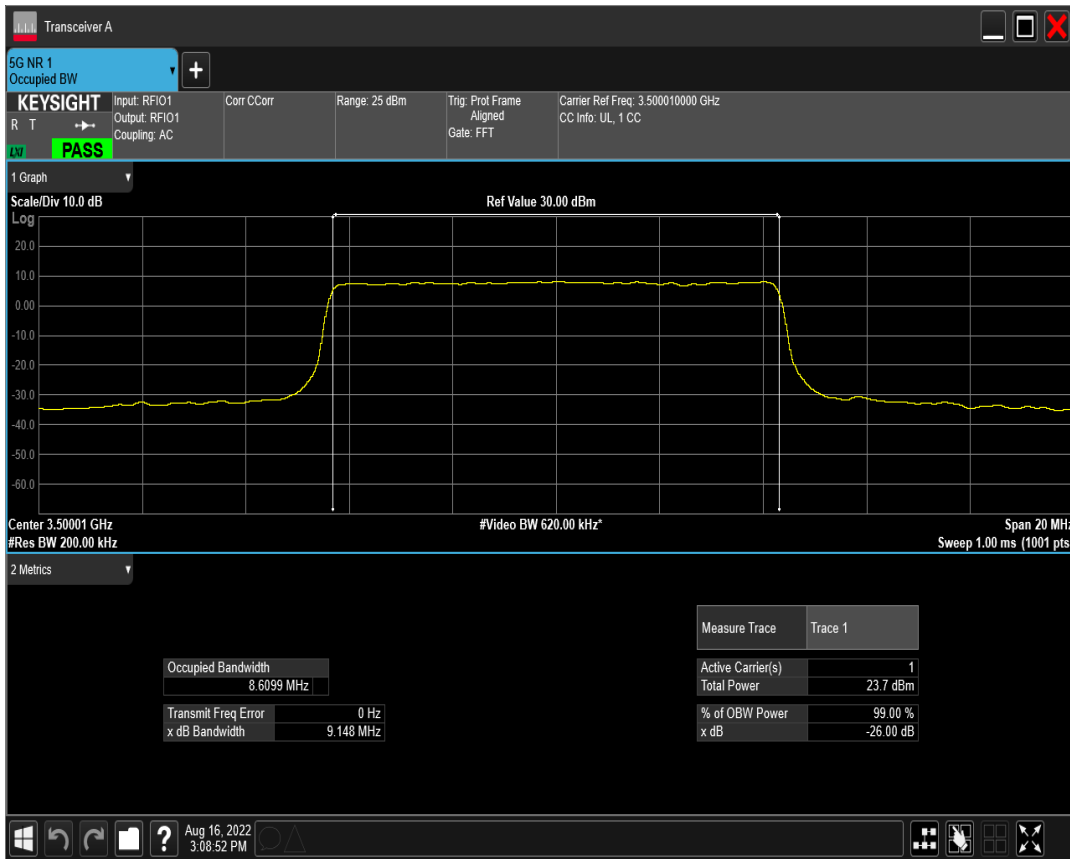 Transceiver A
5G NR 1
Occupied BW
KEYSIGHT
R T
LXI
PASS
Input: RFIO1
Output: RFIO1
Coupling: AC
Corr CCorr
Range: 25 dBm
Trig: Prot Frame
Aligned
Gate: FFT
Carrier Ref Freq: 3.500010000 GHz
CC Info: UL, 1 CC
1 Graph
Scale/Div 10.0 dB
Ref Value 30.00 dBm
Log
20.0
10.0
0.00
-10.0
-20.0
-30.0
-40.0
-50.0
-60.0
Center 3.50001 GHz
#Video BW 620.00 kHz*
Span 20 MHz
#Res BW 200.00 kHz
Sweep 1.00 ms (1001 pts
2 Metrics
Measure Trace Trace 1
Occupied Bandwidth
8.6099 MHz
Active Carrier(s) 1
Total Power 23.7 dBm
Transmit Freq Error 0 Hz
x dB Bandwidth 9.148 MHz
% of OBW Power 99.00 %
x dB -26.00 dB
?
Aug 16, 2022
3:08:52 PM